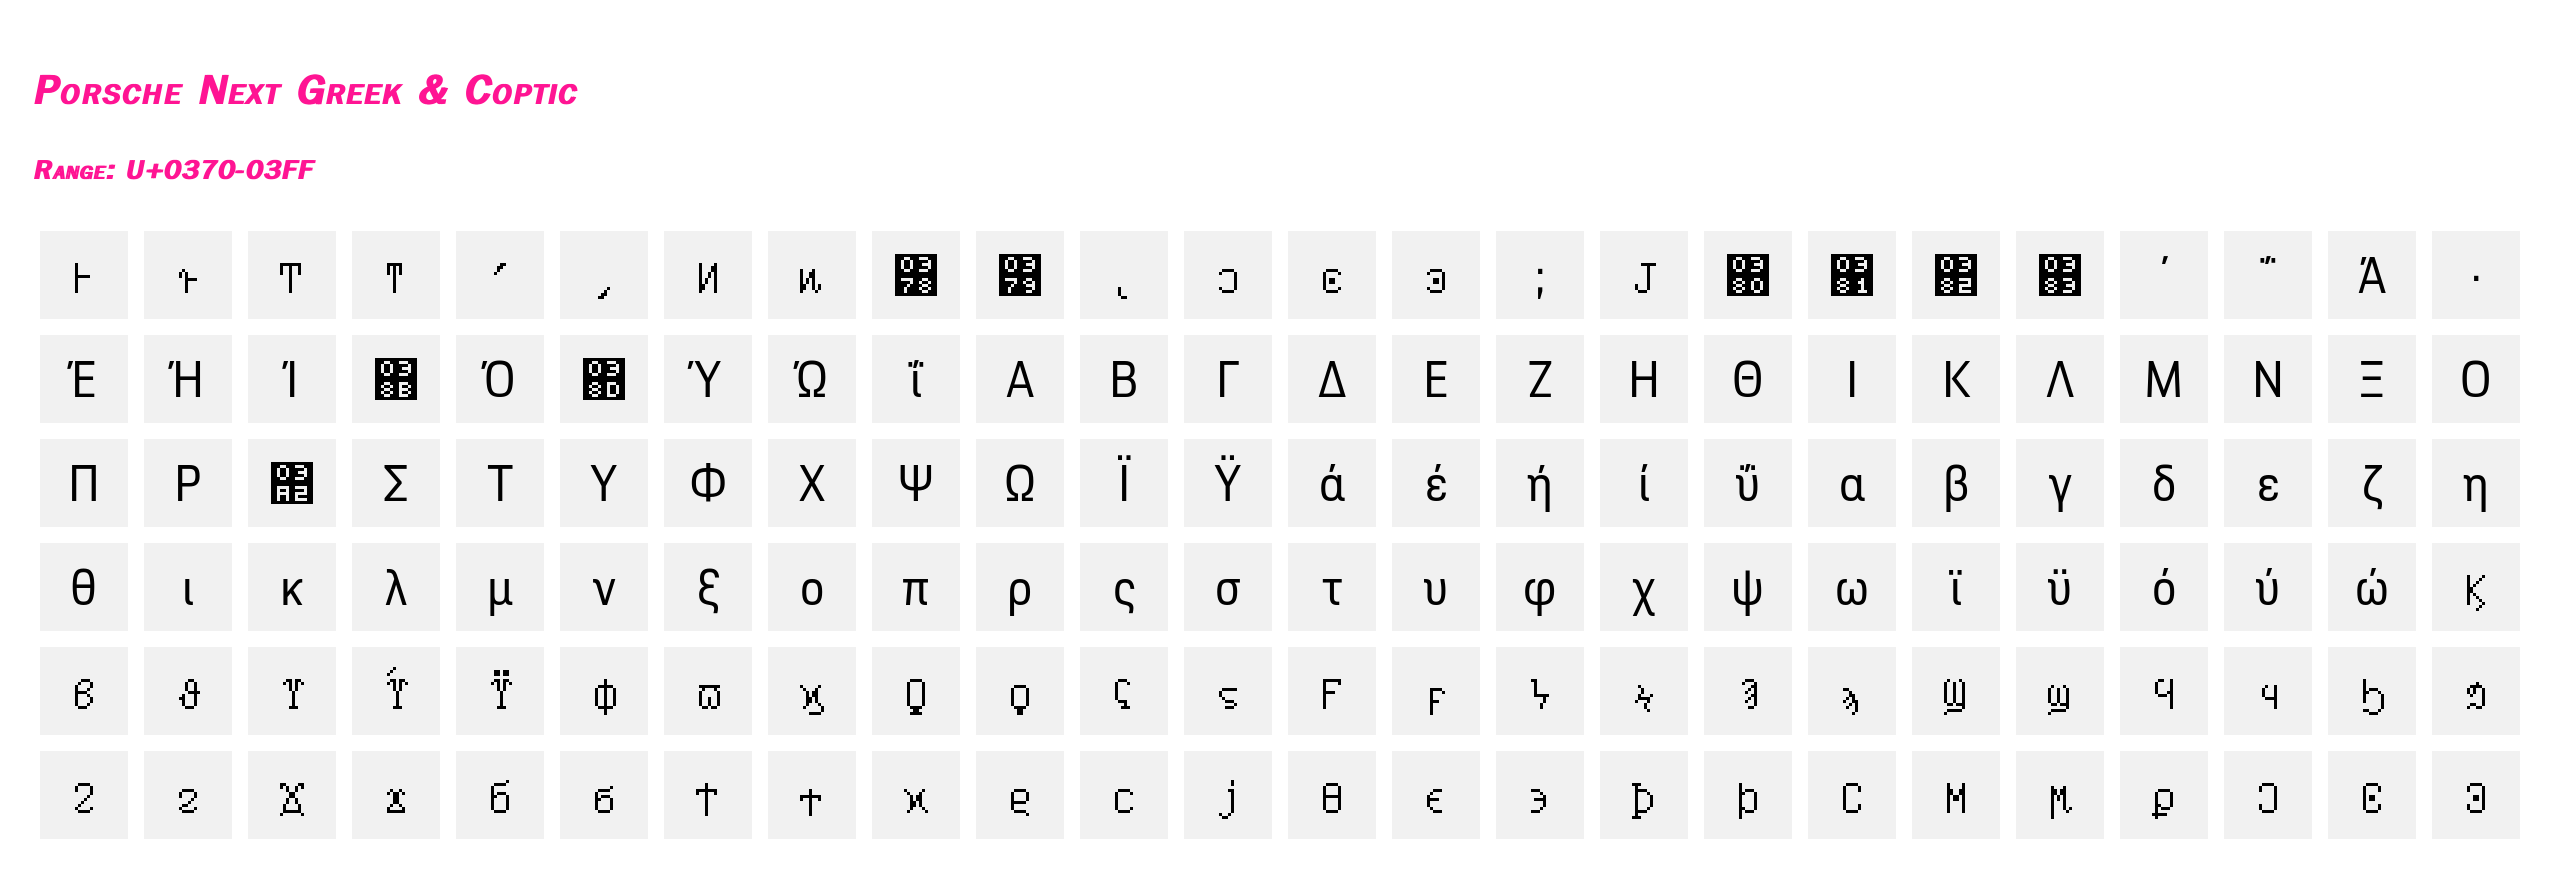 Porsche Next Greek & Coptic
Range: U+0370-03FF
Ͱ ͱ Ͳ ͳ ʹ ͵ Ͷ ͷ 0378 0379 ͺ ͻ ͼ ͽ ; Ϳ 0380 0381 0382 0383 ΄ ΅ Ά ·
Έ Ή Ί 038B Ό 038D Ύ Ώ ΐ Α Β Γ Δ Ε Ζ Η Θ Ι Κ Λ Μ Ν Ξ Ο
Π Ρ 03A2 Σ Τ Υ Φ Χ Ψ Ω Ϊ Ϋ ά έ ή ί ΰ α β γ δ ε ζ η
θ ι κ λ μ ν ξ ο π ρ ς σ τ υ φ χ ψ ω ϊ ϋ ό ύ ώ Ϗ
ϐ ϑ ϒ ϓ ϔ ϕ ϖ ϗ Ϙ ϙ Ϛ ϛ Ϝ ϝ Ϟ ϟ Ϡ ϡ Ϣ ϣ Ϥ ϥ Ϧ ϧ
Ϩ ϩ Ϫ ϫ Ϭ ϭ Ϯ ϯ ϰ ϱ ϲ ϳ ϴ ϵ ϶ Ϸ ϸ Ϲ Ϻ ϻ ϼ Ͻ Ͼ Ͽ